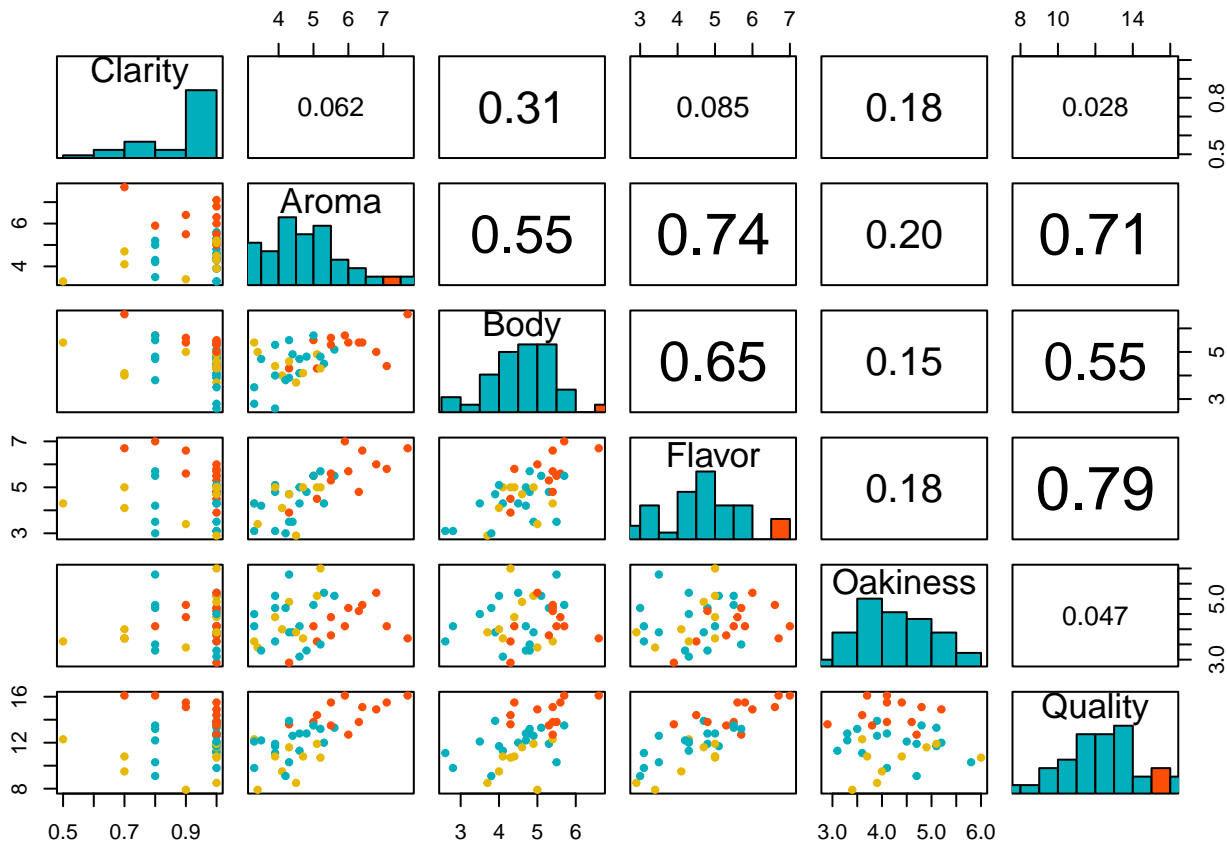 4 5 6 7 3 4 5 6 7 8 10 14
Clarity 0.062 0.31 0.085 0.18 0.028 0.5 0.8
4 6 Aroma 0.55 0.74 0.20 0.71
Body 0.65 0.15 0.55 3 5
3 5 7 Flavor 0.18 0.79
Oakiness 0.047 3.0 5.0
8 12 16 Quality
0.5 0.7 0.9 3 4 5 6 3.0 4.0 5.0 6.0